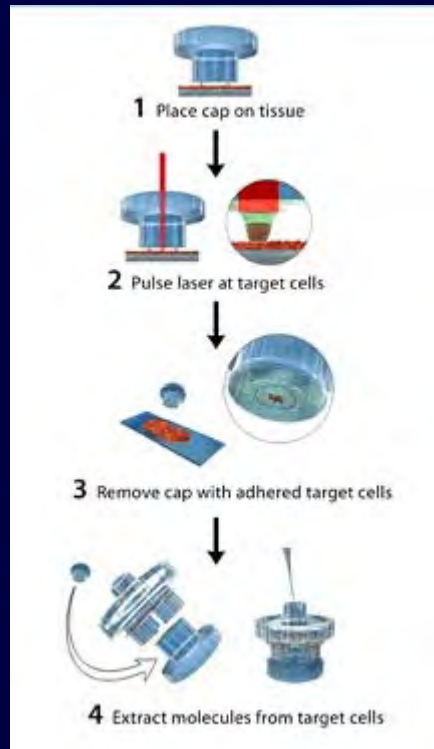 1 Place cap on tissue
2 Pulse laser at target cells
3 Remove cap with adhered target cells
4 Extract molecules from target cells